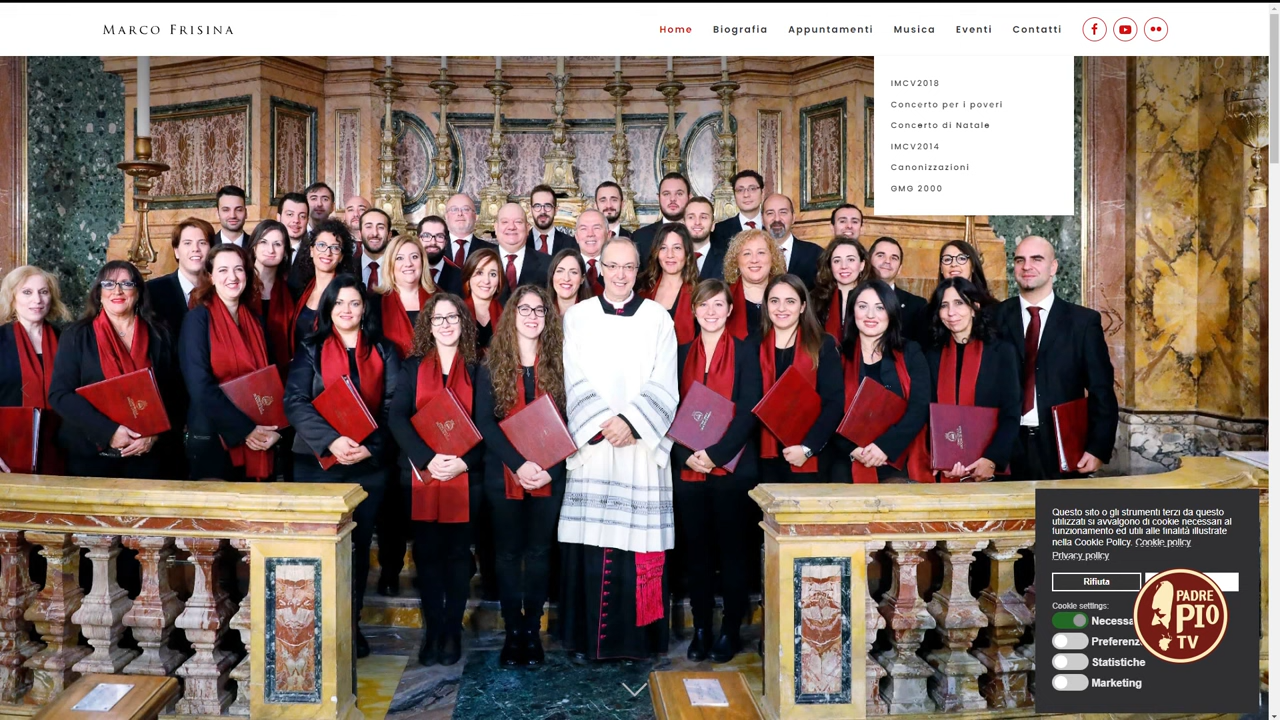 MARCO FRISINA
Home Biografia Appuntamenti Musica Eventi Contatti
IMCV2018
Concerto per i poveri
Concerto di Natale
IMCV2014
Canonizzazioni
GMG 2000
Questo sito o gli strumenti terzi da questo
utilizzati si avvalgono di cookie necessari al
funzionamento ed utili alle finalità illustrate
nella Cookie Policy. Cookie policy
Privacy policy
Rifiuta
Cookie settings:
Necessa
Preferenz
Statistiche
Marketing
PADRE
PIO
TV